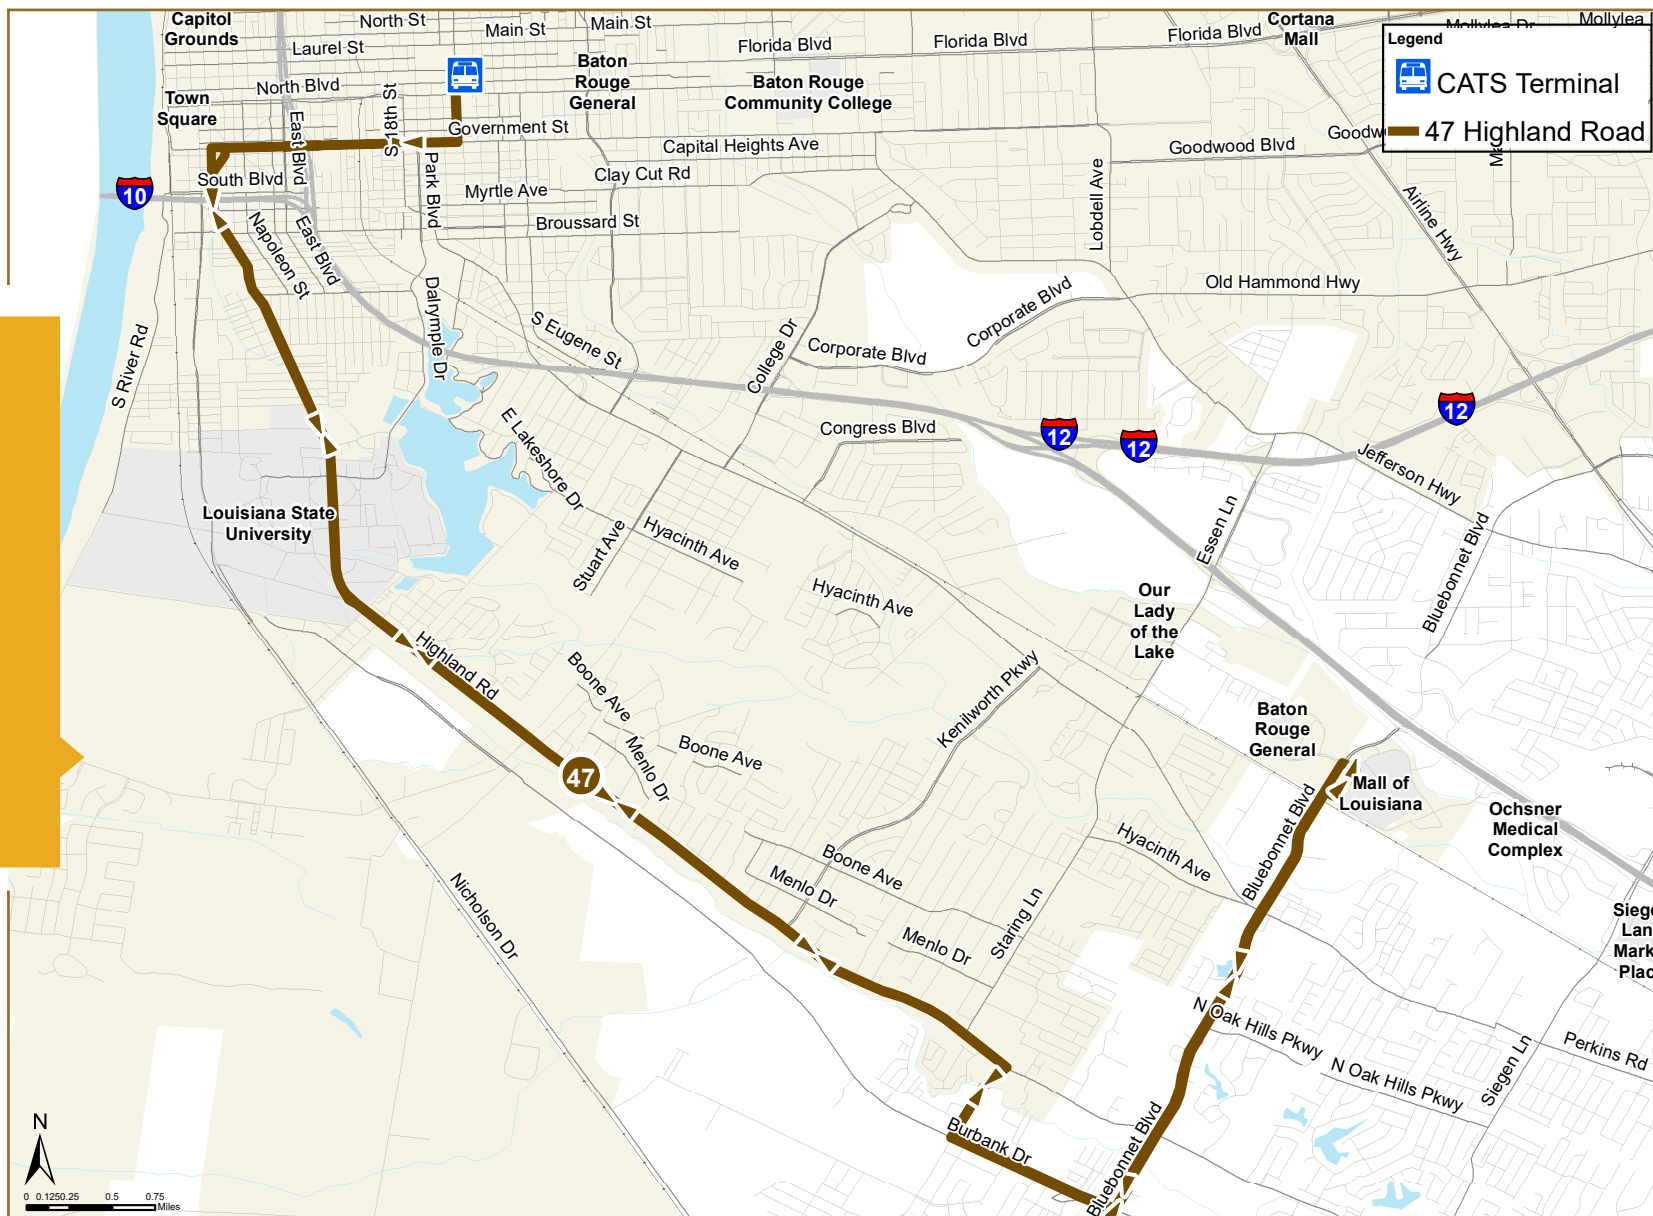 Capitol
Grounds
North St
Main St
Main St
Laurel St
Florida Blvd
Florida Blvd
Florida Blvd
Cortana
Mall
Legend
CATS Terminal
47 Highland Road
North Blvd
Town
Square
S 18th St
East Blvd
Baton
Rouge
General
Baton Rouge
Community College
Government St
Capital Heights Ave
Goodwood Blvd
South Blvd
Park Blvd
Myrtle Ave
Clay Cut Rd
Broussard St
10
Napoleon St
East Blvd
Lobdell Ave
Airline Hwy
Old Hammond Hwy
S River Rd
Dalrymple Dr
S Eugene St
College Dr
Corporate Blvd
Corporate Blvd
Congress Blvd
12
12
12
Jefferson Hwy
E Lakeshore Dr
Louisiana State
University
Stuart Ave
Hyacinth Ave
Hyacinth Ave
Essen Ln
Bluebonnet Blvd
Our
Lady
of the
Lake
Highland Rd
Boone Ave
Menlo Dr
Boone Ave
Kenilworth Pkwy
47
Baton
Rouge
General
Mall of
Louisiana
Ochsner
Medical
Complex
Bluebonnet Blvd
Hyacinth Ave
Boone Ave
Menlo Dr
Menlo Dr
Staring Ln
Nicholson Dr
N Oak Hills Pkwy
N Oak Hills Pkwy
Siegen Ln
Perkins Rd
Burbank Dr
Bluebonnet Blvd
N
0 0.125 0.25 0.5 0.75
Miles